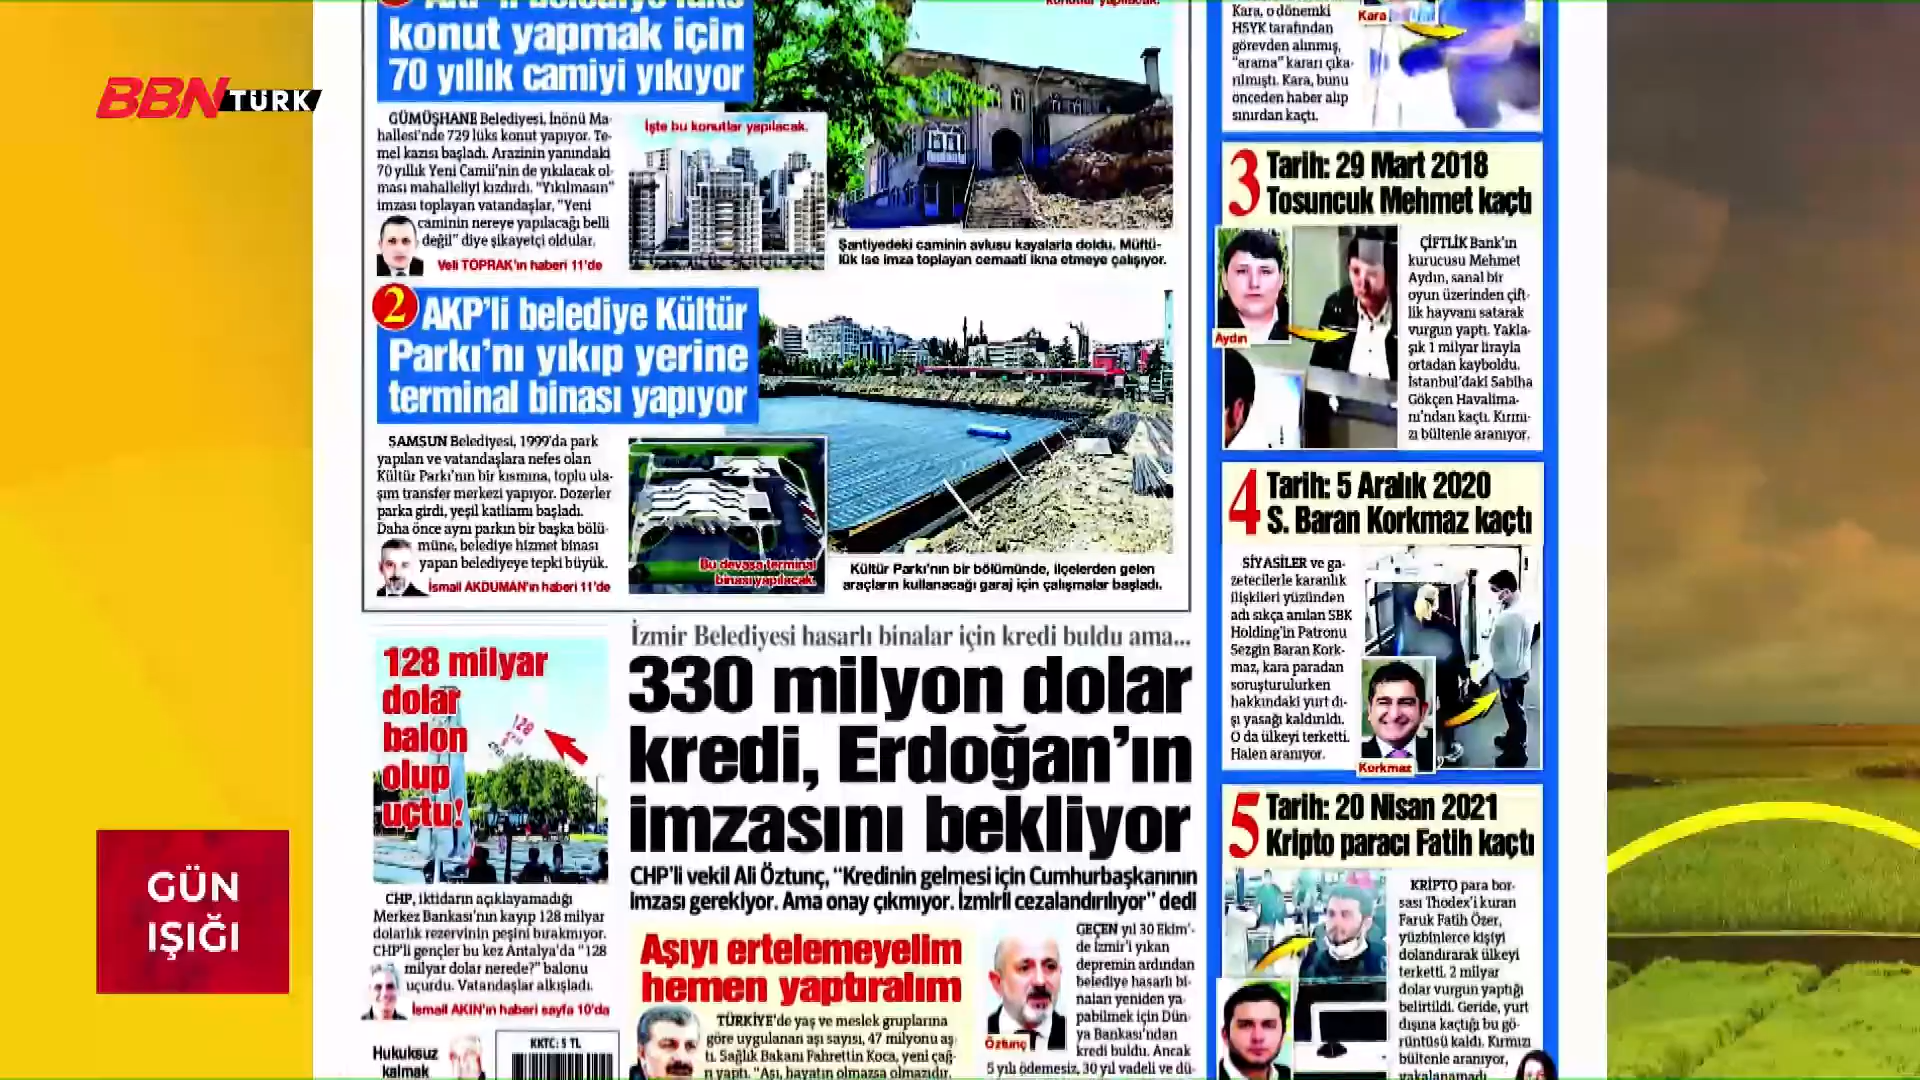 BBN TÜRK
GÜN
IŞIĞI
AKP'li belediye lüks
konut yapmak için
70 yıllık camiyi yıkıyor
GÜMÜŞHANE Belediyesi, İnönü Ma-
hallesi'nde 729 lüks konut yapıyor. Te-
mel kazısı başladı. Arazinin yanındaki
70 yıllık Yeni Camii'nin de yıkılacak ol-
ması mahalleliyi kızdırdı. "Yıkılmasın"
imzası toplayan vatandaşlar, "Yeni
caminin nereye yapılacağı belli
değil" diye şikayetçi oldular.
Veli TOPRAK'ın haberi 11'de
İşte bu konutlar yapılacak.
konutlar yapılacak.
Şantiyedeki caminin avlusu kayalarla doldu. Müftü-
lük ise imza toplayan cemaati ikna etmeye çalışıyor.
2 AKP'li belediye Kültür
Parkı'nı yıkıp yerine
terminal binası yapıyor
SAMSUN Belediyesi, 1999'da park
yapılan ve vatandaşlara nefes olan
Kültür Parkı'nın bir kısmına, toplu ula-
şım transfer merkezi yapıyor. Dozerler
parka girdi, yeşil katliamı başladı.
Daha önce aynı parkın bir başka bölü-
müne, belediye hizmet binası
yapan belediyeye tepki büyük.
İsmail AKDUMAN'ın haberi 11'de
Bu devasa terminal
binası yapılacak.
Kültür Parkı'nın bir bölümünde, ilçelerden gelen
araçların kullanacağı garaj için çalışmalar başladı.
128 milyar
dolar
balon
olup
uçtu!
128
CHP, iktidarın açıklayamadığı
Merkez Bankası'nın kayıp 128 milyar
dolarlık rezervinin peşini bırakmıyor.
CHP'li gençler bu kez Antalya'da "128
milyar dolar nerede?" balonu
uçurdu. Vatandaşlar alkışladı.
İsmail AKIN'ın haberi sayfa 10'da
Hukuksuz
kalmak
KKTC: 5 TL
İzmir Belediyesi hasarlı binalar için kredi buldu ama...
330 milyon dolar
kredi, Erdoğan'ın
imzasını bekliyor
CHP'li vekil Ali Öztunç, "Kredinin gelmesi için Cumhurbaşkanının
imzası gerekiyor. Ama onay çıkmıyor. İzmirli cezalandırılıyor" dedi
Aşıyı ertelemeyelim
hemen yaptıralım
TÜRKİYE'de yaş ve meslek gruplarına
göre uygulanan aşı sayısı, 47 milyonu aş-
tı. Sağlık Bakanı Fahrettin Koca, yeni çağ-
rı yaptı. "Aşı, hayatın olmazsa olmazıdır.
Öztunç
GEÇEN yıl 30 Ekim'-
de İzmir'i yıkan
depremin ardından
belediye hasarlı bi-
naları yeniden ya-
pabilmek için Dün-
ya Bankası'ndan
kredi buldu. Ancak
5 yılı ödemesiz, 30 yıl vadeli ve dü-
Kara, o dönemki
HSYK tarafından
görevden alınmış,
"arama" kararı çıka-
rılmıştı. Kara, bunu
önceden haber alıp
sınırdan kaçtı.
Kara
3 Tarih: 29 Mart 2018
Tosuncuk Mehmet kaçtı
Aydın
ÇİFTLİK Bank'ın
kurucusu Mehmet
Aydın, sanal bir
oyun üzerinden çift-
lik hayvanı satarak
vurgun yaptı. Yakla-
şık 1 milyar lirayla
ortadan kayboldu.
İstanbul'daki Sabiha
Gökçen Havalima-
nı'ndan kaçtı. Kırmı-
zı bültenle aranıyor.
4 Tarih: 5 Aralık 2020
S. Baran Korkmaz kaçtı
SİYASİLER ve ga-
zetecilerle karanlık
ilişkileri yüzünden
adı sıkça anılan SBK
Holding'in Patronu
Sezgin Baran Kork-
maz, kara paradan
soruşturulurken
hakkındaki yurt dı-
şı yasağı kaldırıldı.
O da ülkeyi terketti.
Halen aranıyor.
Korkmaz
5 Tarih: 20 Nisan 2021
Kripto paracı Fatih kaçtı
KRİPTO para bor-
sası Thodex'i kuran
Faruk Fatih Özer,
yüzbinlerce kişiyi
dolandırarak ülkeyi
terketti. 2 milyar
dolar vurgun yaptığı
belirtildi. Geride, yurt
dışına kaçtığı bu gö-
rüntüsü kaldı. Kırmızı
bültenle aranıyor,
yakalanamadı